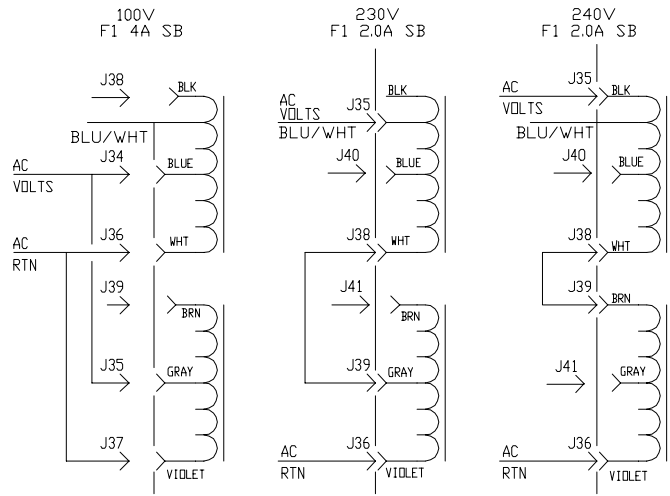 100V
F1 4A SB
J38
BLK
BLU/WHT
J34
AC
VOLTS
BLUE
J36
AC
RTN
WHT
J39
BRN
J35
GRAY
J37
VIOLET
230V
F1 2.0A SB
BLK
AC
VOLTS
J35
BLU/WHT
J40
BLUE
J38
WHT
J41
BRN
J39
GRAY
J36
AC
RTN
VIOLET
240V
F1 2.0A SB
J35
AC
VOLTS
BLK
BLU/WHT
J40
BLUE
J38
WHT
J39
BRN
J41
GRAY
J36
AC
RTN
VIOLET